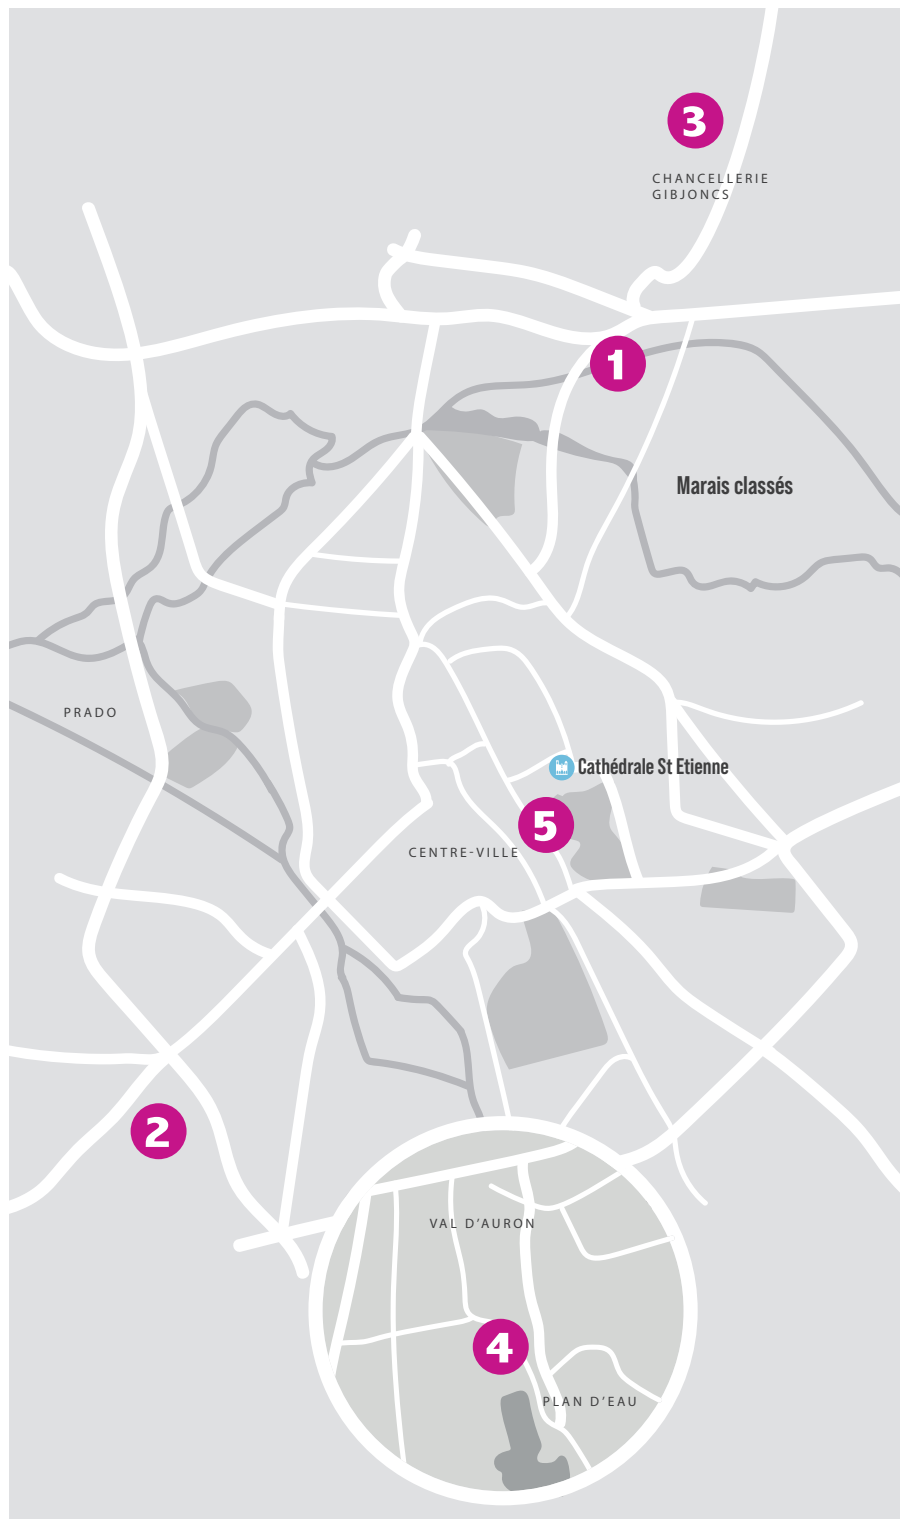 3
CHANCELLERIE
GIBJONCS
1
Marais classés
PRADO
Cathédrale St Etienne
5
CENTRE-VILLE
2
VAL D'AURON
4
PLAN D'EAU